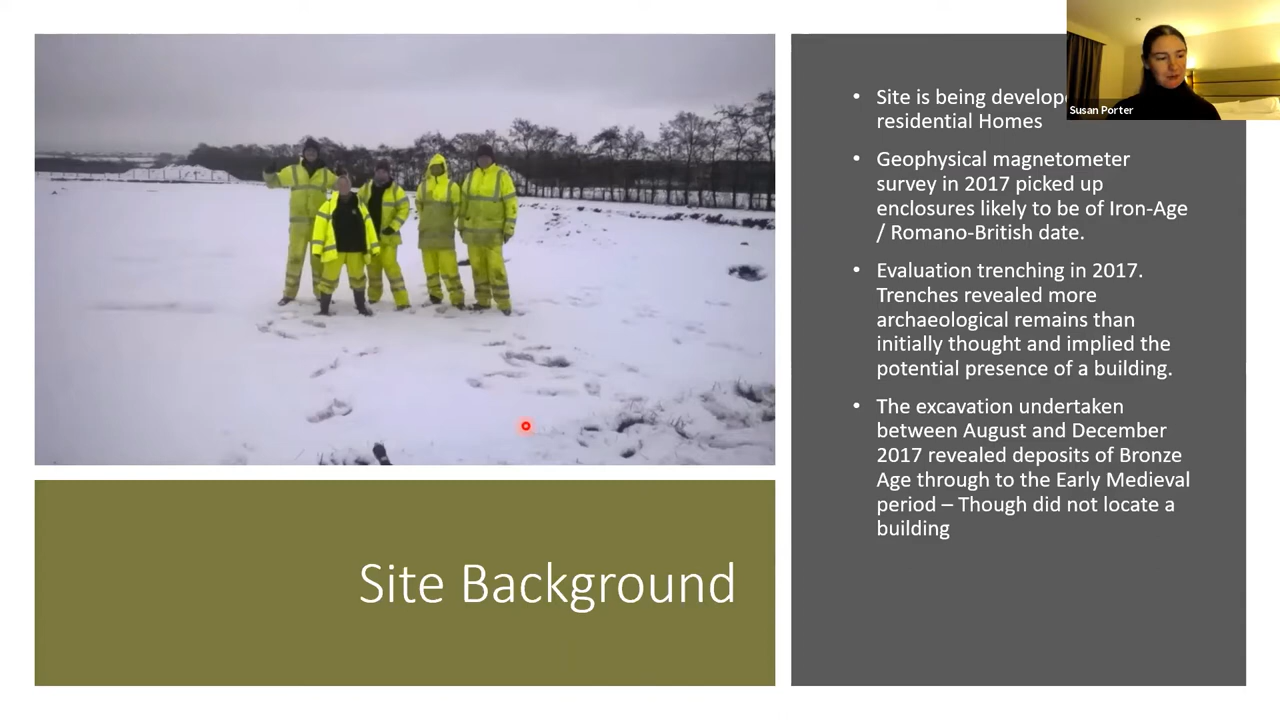 Susan Porter
• Site is being develope
residential Homes
• Geophysical magnetometer
survey in 2017 picked up
enclosures likely to be of Iron-Age
/ Romano-British date.
• Evaluation trenching in 2017.
Trenches revealed more
archaeological remains than
initially thought and implied the
potential presence of a building.
• The excavation undertaken
between August and December
2017 revealed deposits of Bronze
Age through to the Early Medieval
period – Though did not locate a
building
Site Background